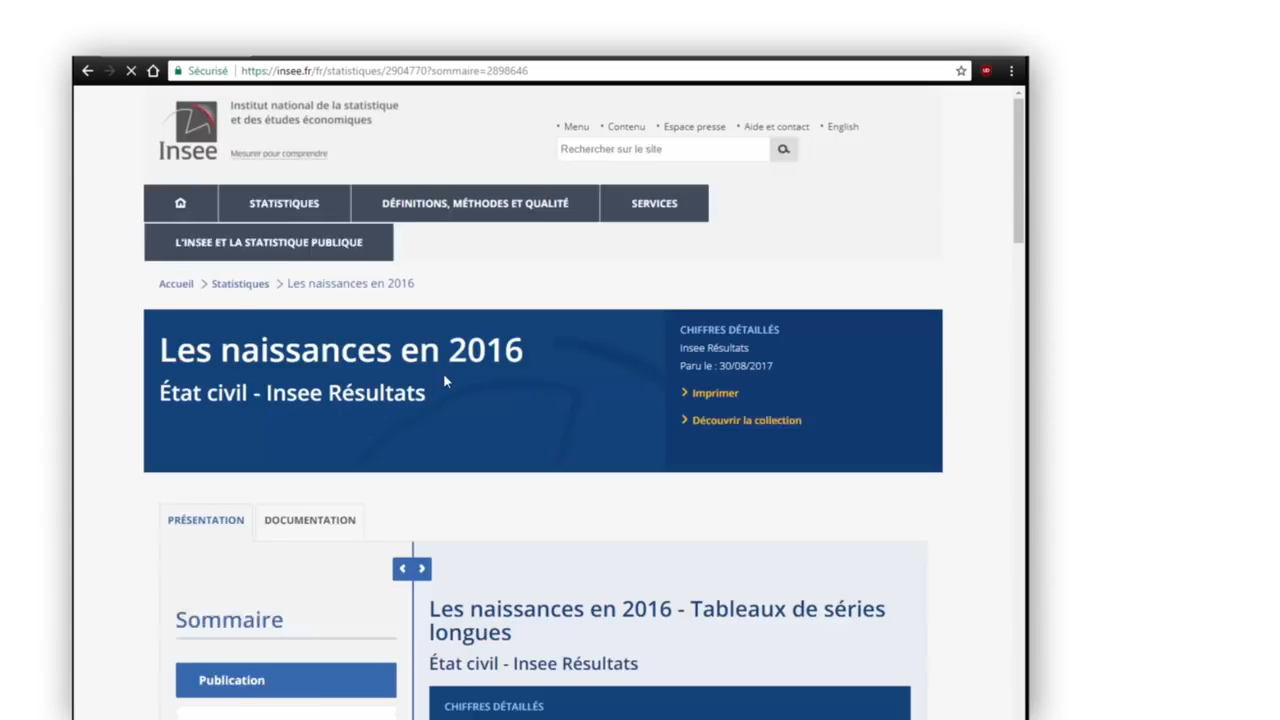 Sécurisé https://insee.fr/fr/statistiques/2904770?sommaire=2898646
Institut national de la statistique
et des études économiques
Insee
Mesurer pour comprendre
Menu Contenu Espace presse Aide et contact English
Rechercher sur le site
STATISTIQUES DÉFINITIONS, MÉTHODES ET QUALITÉ SERVICES
L'INSEE ET LA STATISTIQUE PUBLIQUE
Accueil > Statistiques > Les naissances en 2016
Les naissances en 2016
État civil - Insee Résultats
CHIFFRES DÉTAILLÉS
Insee Résultats
Paru le : 30/08/2017
Imprimer
Découvrir la collection
PRÉSENTATION DOCUMENTATION
Sommaire
Publication
Les naissances en 2016 - Tableaux de séries
longues
État civil - Insee Résultats
CHIFFRES DÉTAILLÉS